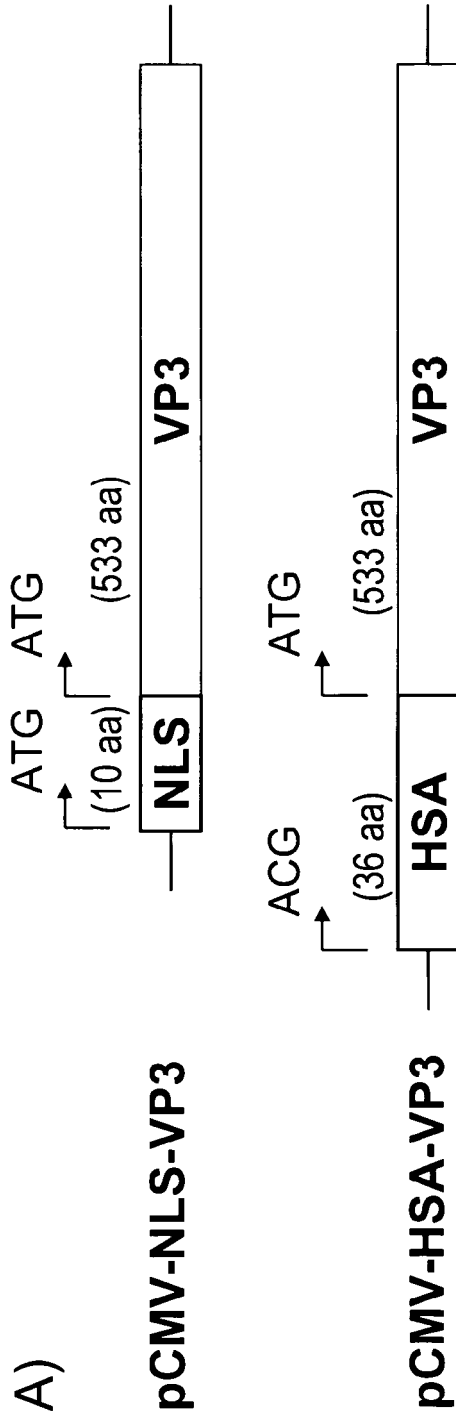 A)
ATG ATG
(10 aa) (533 aa)
pCMV-NLS-VP3 NLS VP3
ACG ATG
(36 aa) (533 aa)
pCMV-HSA-VP3 HSA VP3